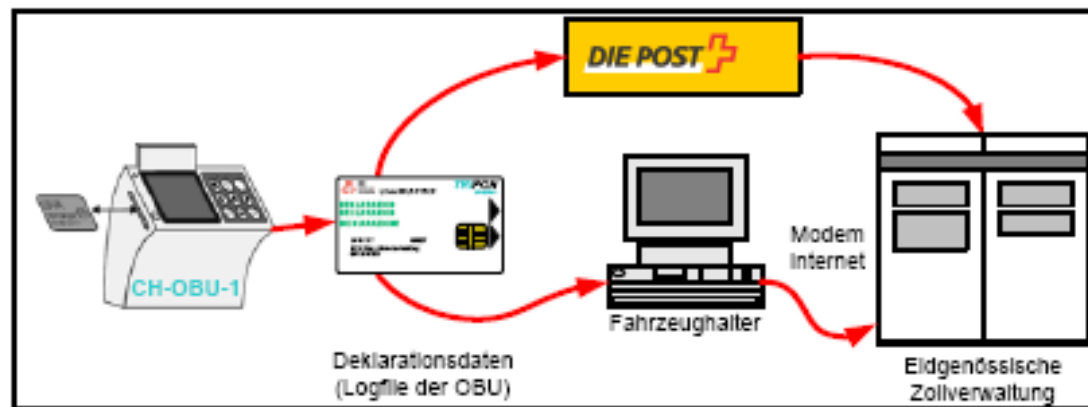 DIE POST
CH-OBU-1
Modem
Internet
Fahrzeughalter
Deklarationsdaten
(Logfile der OBU)
Eidgenössische
Zollverwaltung